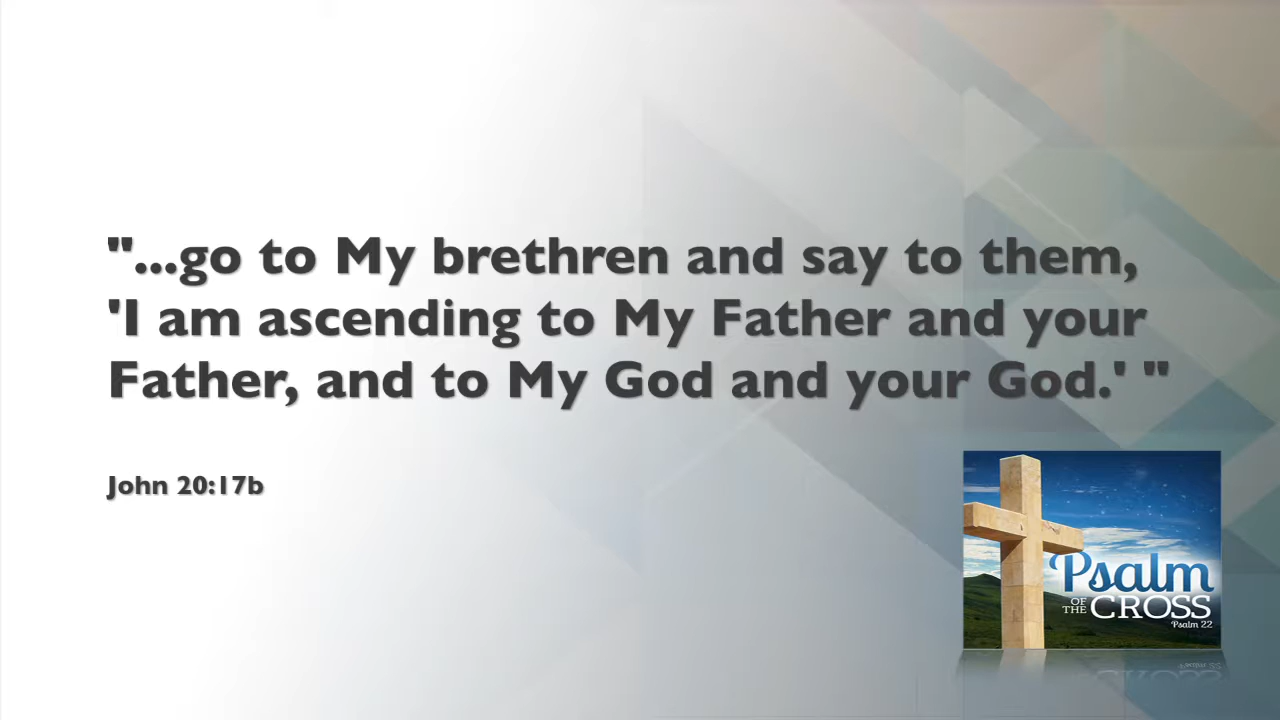 "...go to My brethren and say to them,
'I am ascending to My Father and your
Father, and to My God and your God.' "
John 20:17b
Psalm
OF THE CROSS
Psalm 22